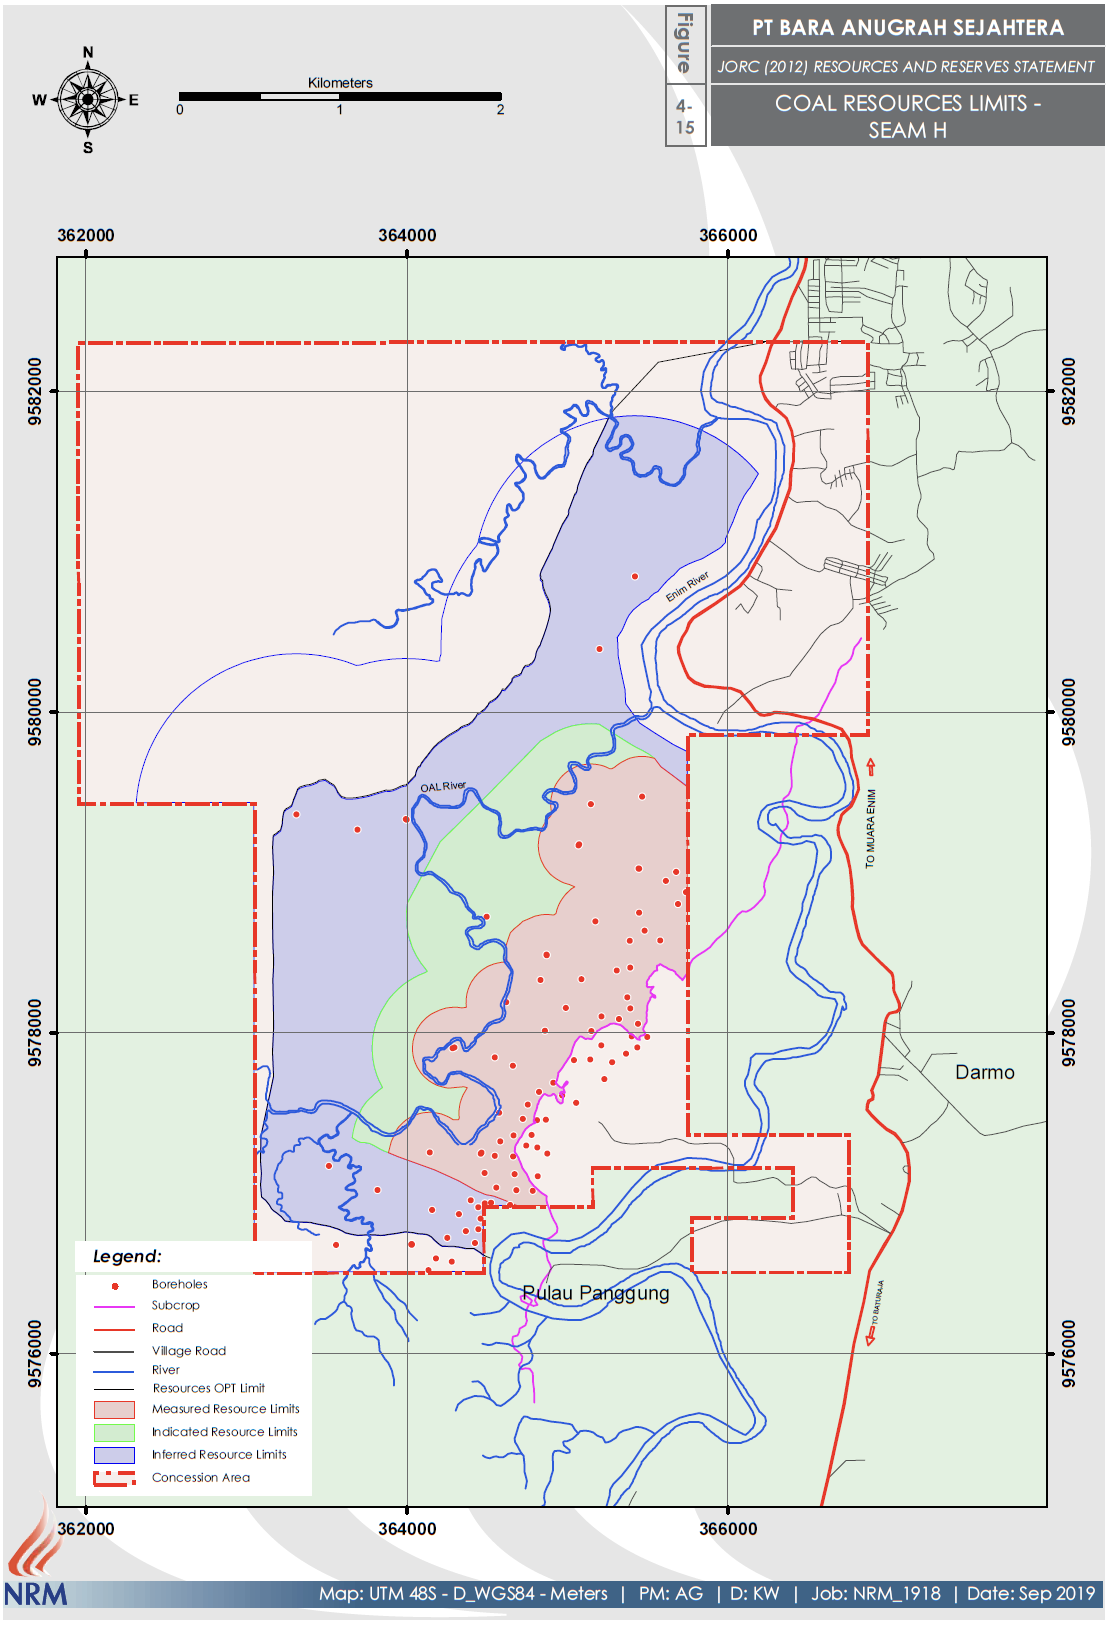 Figure
4-
15
PT BARA ANUGRAH SEJAHTERA
JORC (2012) RESOURCES AND RESERVES STATEMENT
COAL RESOURCES LIMITS -
SEAM H
N
W
E
S
Kilometers
0
1
2
362000
364000
366000
9582000
9582000
Enim River
9580000
9580000
OAL River
TO MUARA ENIM
9578000
9578000
Darmo
Pulau Panggung
TO BATURAJA
9576000
9576000
Legend:
Boreholes
Subcrop
Road
Village Road
River
Resources OPT Limit
Measured Resource Limits
Indicated Resource Limits
Inferred Resource Limits
Concession Area
362000
364000
366000
NRM
Map: UTM 48S - D_WGS84 - Meters | PM: AG | D: KW | Job: NRM_1918 | Date: Sep 2019